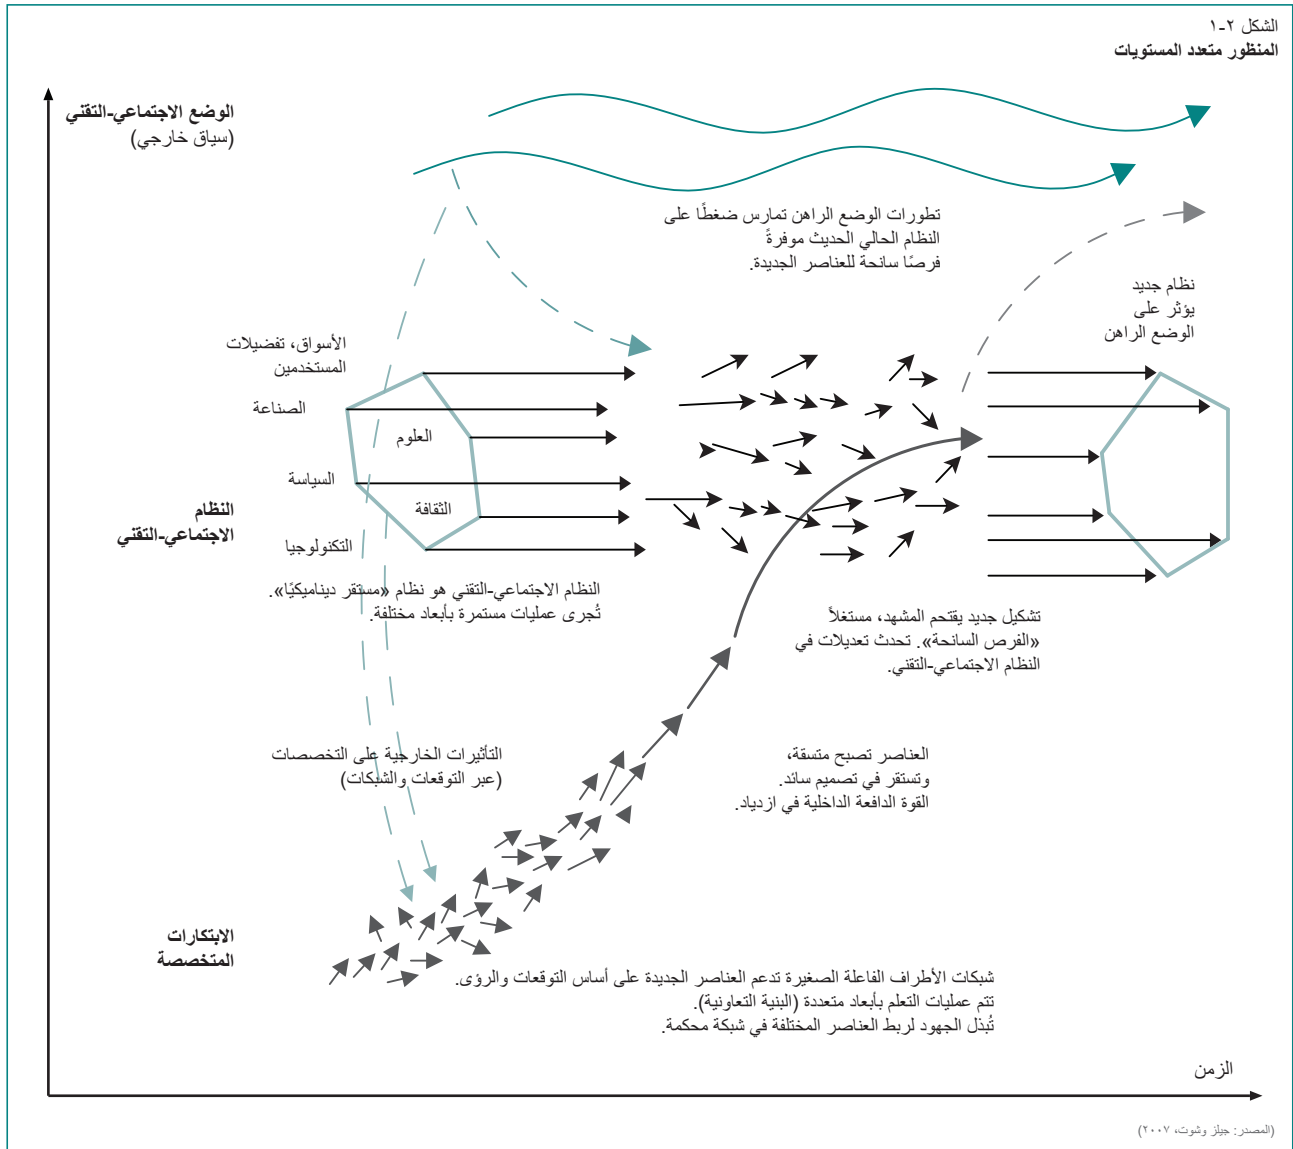 الشكل ٢-١
المنظور متعدد المستويات
الوضع الاجتماعي-التقني
(سياق خارجي)
تطورات الوضع الراهن تمارس ضغطًا على
النظام الحالي الحديث موفرةً
فرصًا سانحة للعناصر الجديدة.
نظام جديد
يؤثر على
الوضع الراهن
الأسواق، تفضيلات
المستخدمين
الصناعة
العلوم
السياسة
الثقافة
التكنولوجيا
النظام
الاجتماعي-التقني
النظام الاجتماعي-التقني هو نظام «مستقر ديناميكيًا».
تُجرى عمليات مستمرة بأبعاد مختلفة.
تشكيل جديد يقتحم المشهد، مستغلاً
«الفرص السانحة». تحدث تعديلات في
النظام الاجتماعي-التقني.
التأثيرات الخارجية على التخصصات
(عبر التوقعات والشبكات)
العناصر تصبح متسقة،
وتستقر في تصميم سائد.
القوة الدافعة الداخلية في ازدياد.
الابتكارات
المتخصصة
شبكات الأطراف الفاعلة الصغيرة تدعم العناصر الجديدة على أساس التوقعات والرؤى.
تتم عمليات التعلم بأبعاد متعددة (البنية التعاونية).
تُبذل الجهود لربط العناصر المختلفة في شبكة محكمة.
الزمن
(المصدر: جيلز وشوت، ٢٠٠٧)